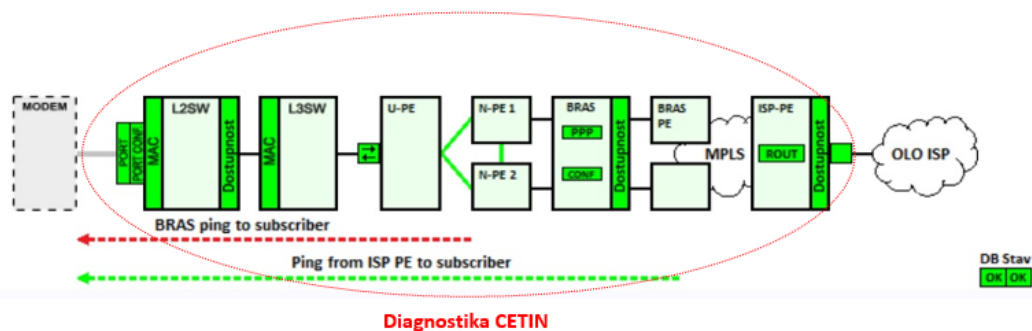 MODEM
PORT
PORT CONF.
MAC
L2SW
Dostupnost
MAC
L3SW
Dostupnost
U-PE
N-PE 1
N-PE 2
BRAS
PPP
CONF
Dostupnost
BRAS
PE
MPLS
ISP-PE
ROUT
Dostupnost
OLO ISP
BRAS ping to subscriber
Ping from ISP PE to subscriber
DB Stav
OK OK
Diagnostika CETIN